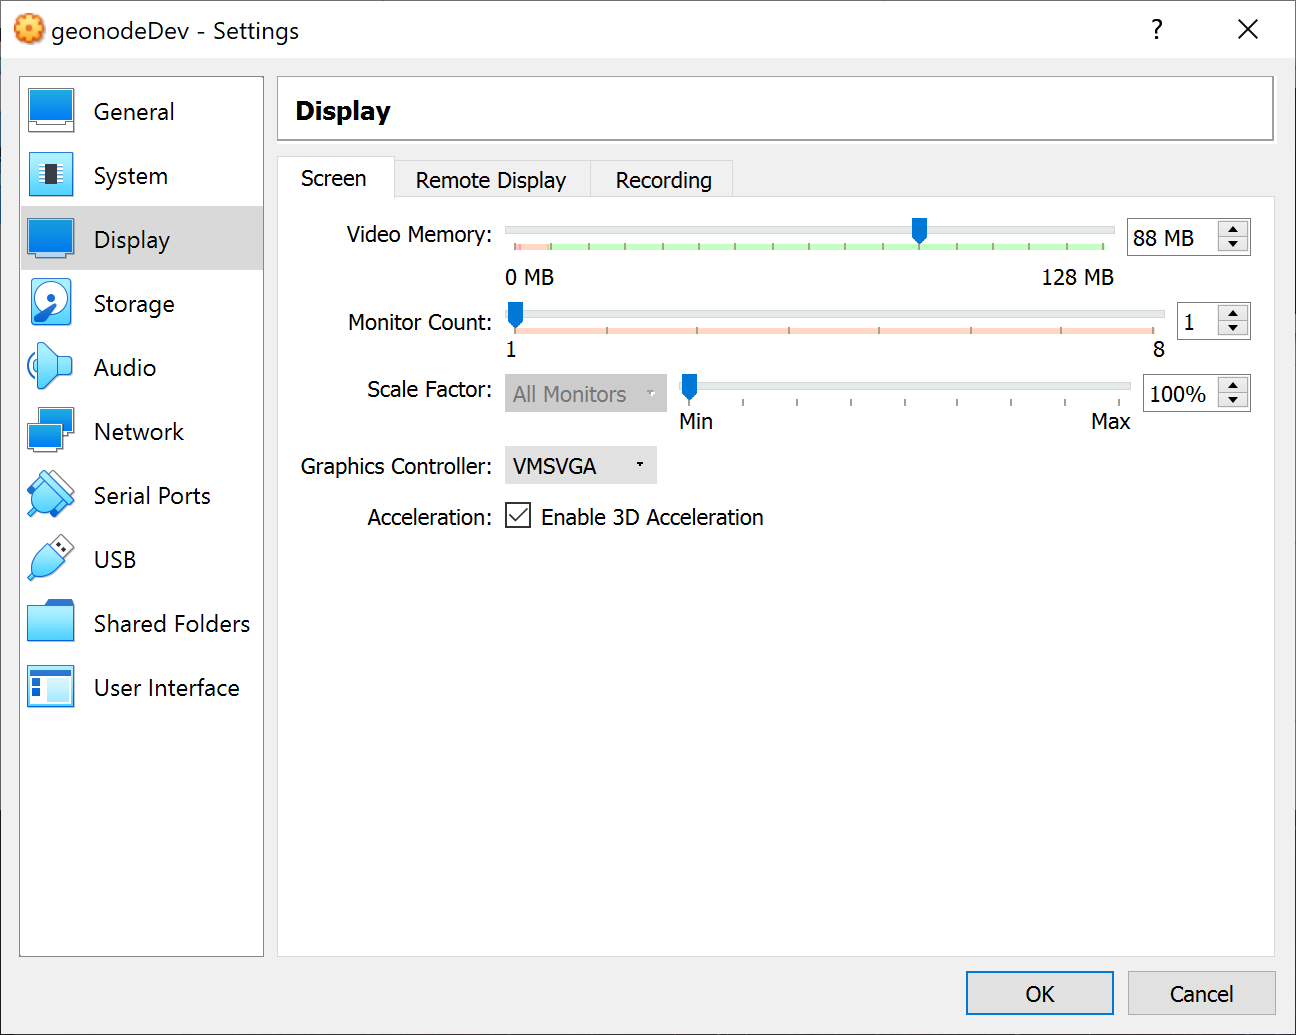 geonodeDev - Settings
?
General
System
Display
Storage
Audio
Network
Serial Ports
USB
Shared Folders
User Interface
Display
Screen
Remote Display
Recording
Video Memory:
88 MB
0 MB
128 MB
Monitor Count:
1
1
8
Scale Factor:
All Monitors
100%
Min
Max
Graphics Controller:
VMSVGA
Acceleration:
Enable 3D Acceleration
OK
Cancel